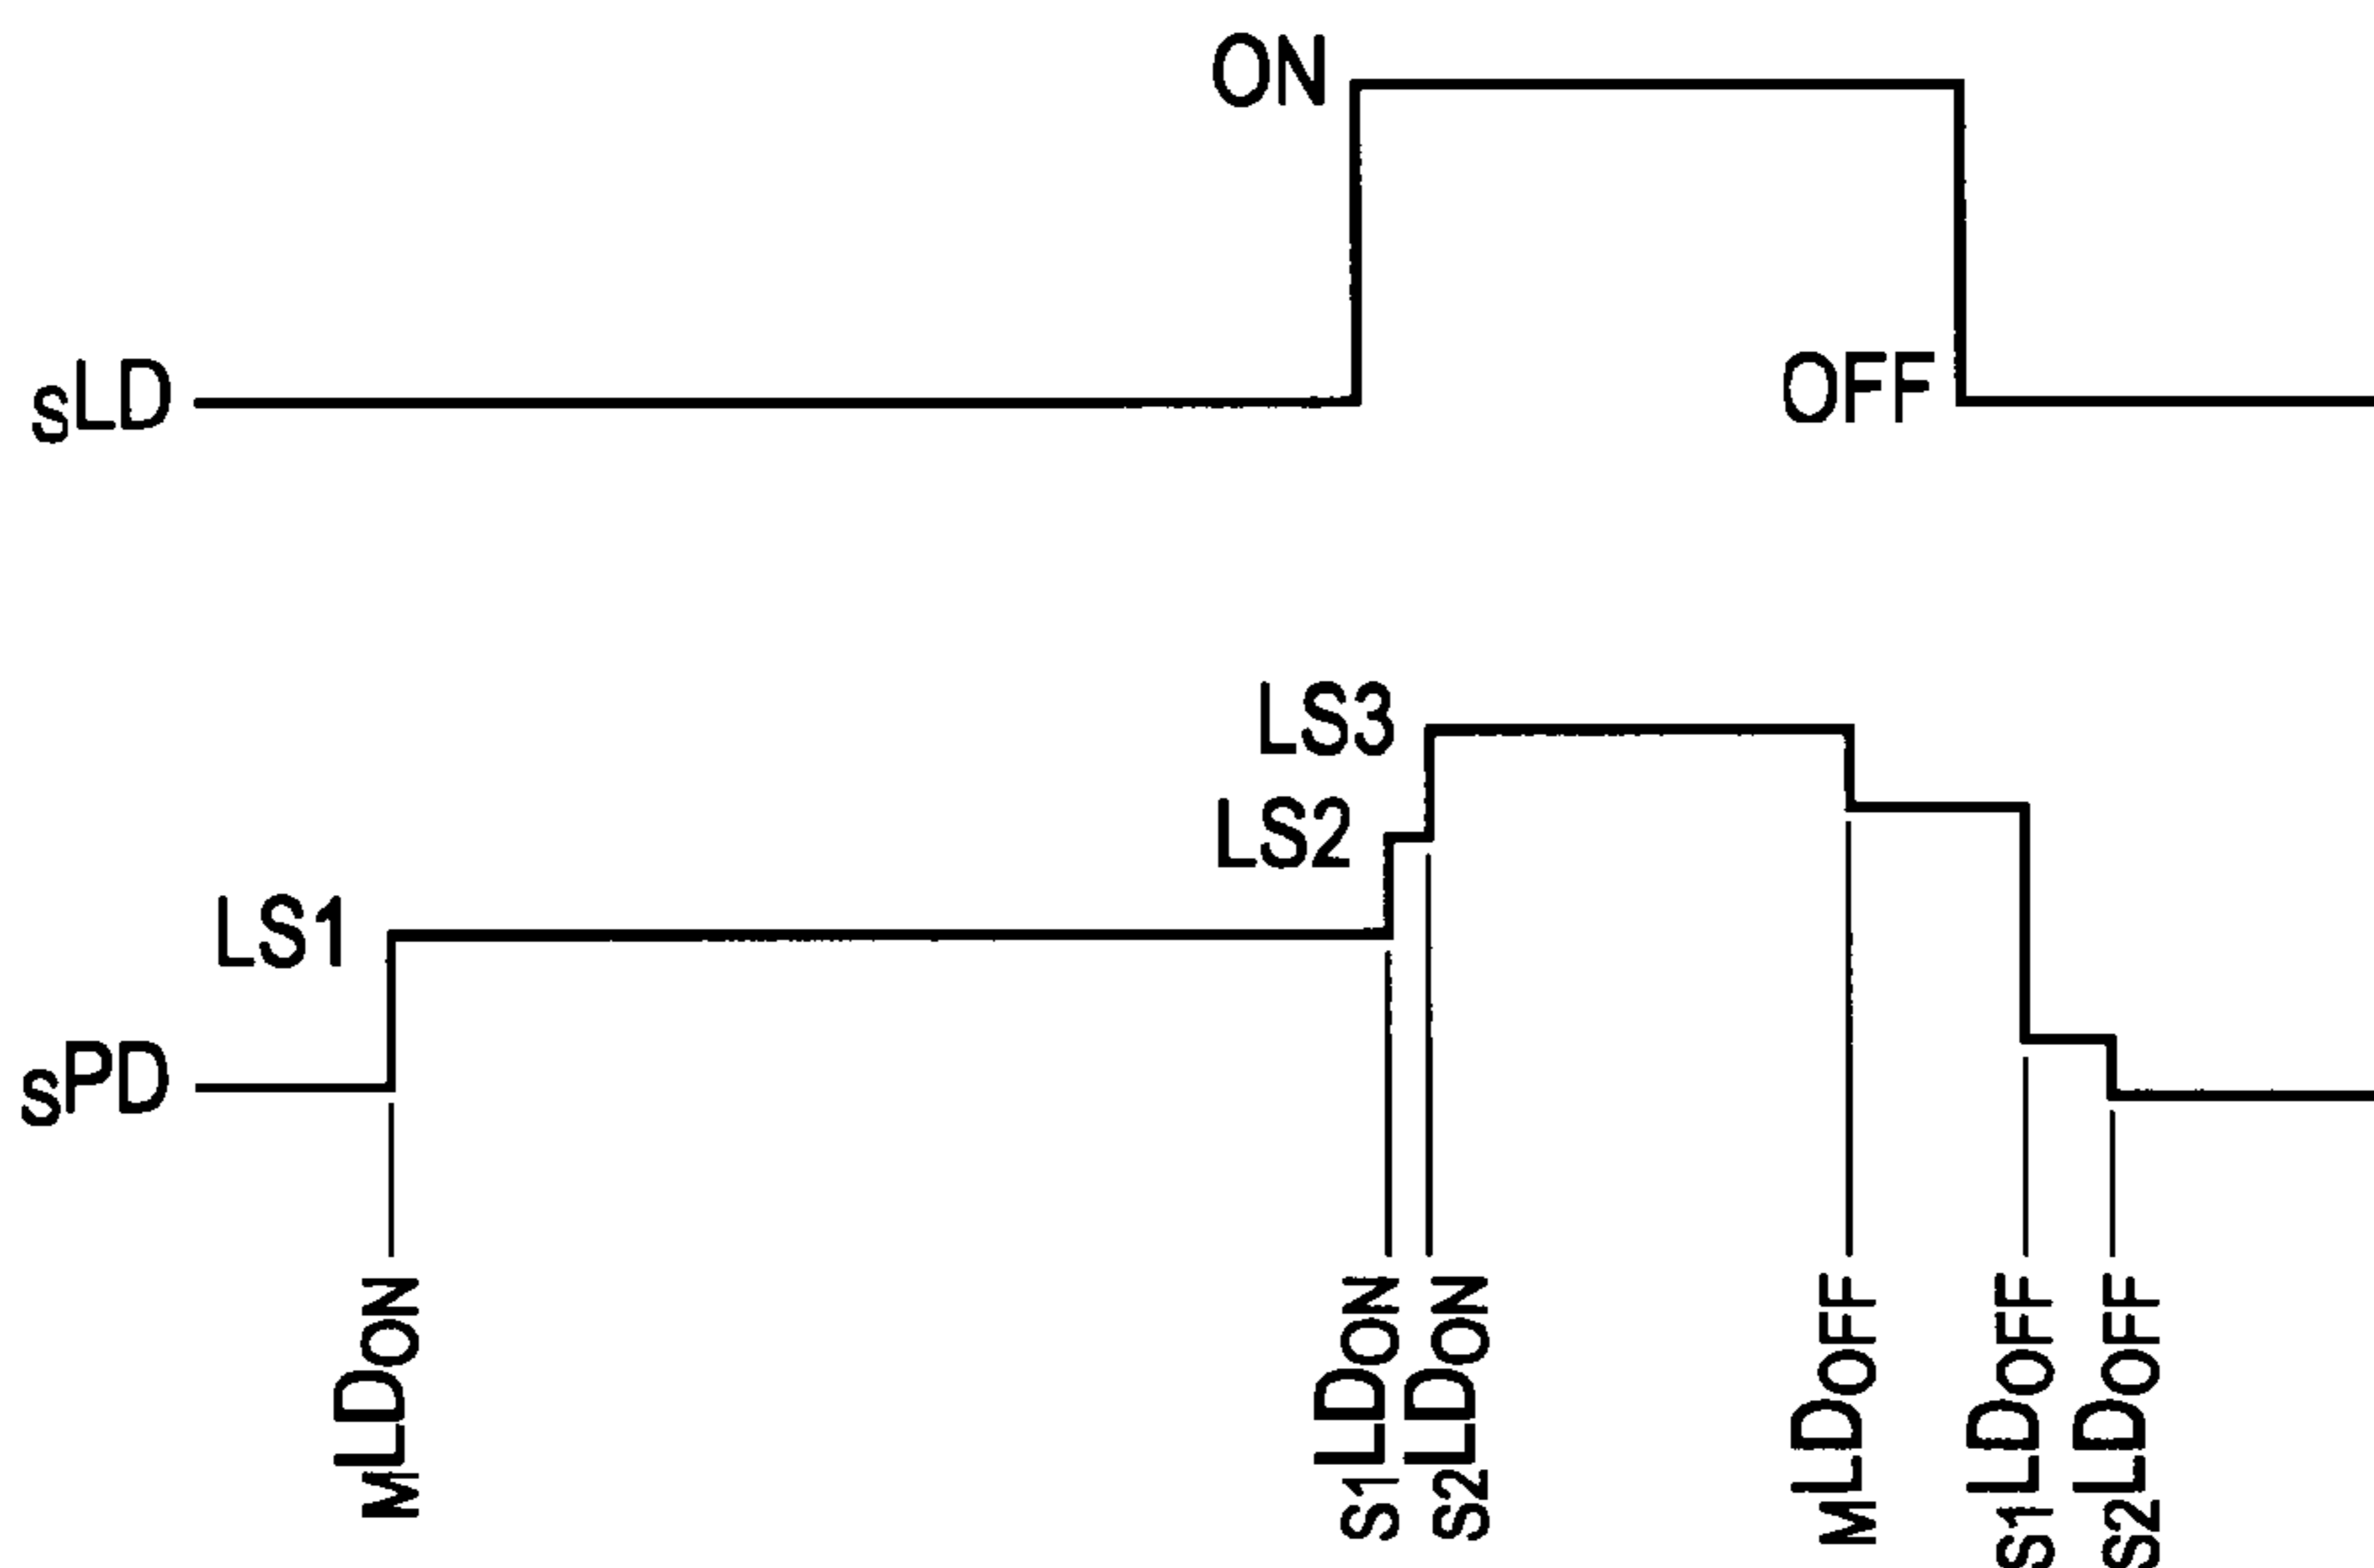 ON
sLD
OFF
LS3
LS2
LS1
sPD
MLDON
S1LDON
S2LDON
MLDOFF
S1LDOFF
S2LDOFF